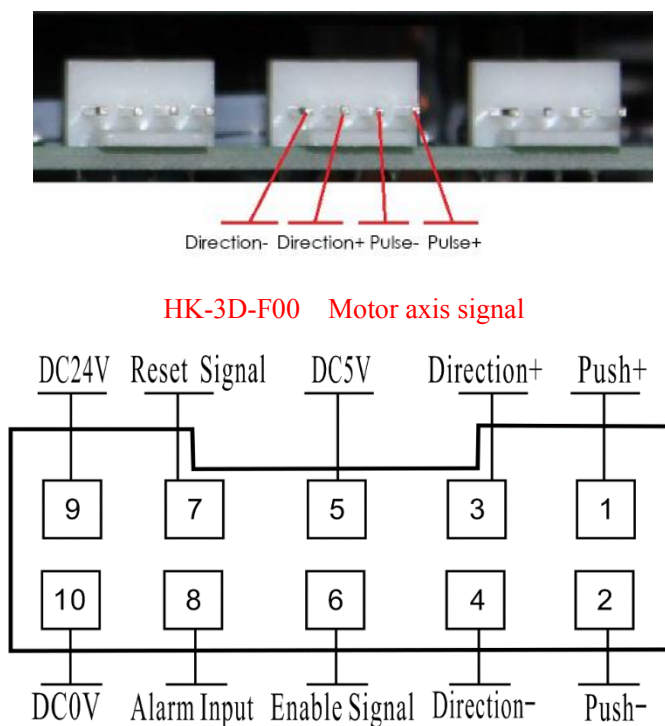 Direction- Direction+ Pulse- Pulse+
HK-3D-F00 Motor axis signal
DC24V Reset Signal DC5V Direction+ Push+
9 7 5 3 1
10 8 6 4 2
DC0V Alarm Input Enable Signal Direction- Push-